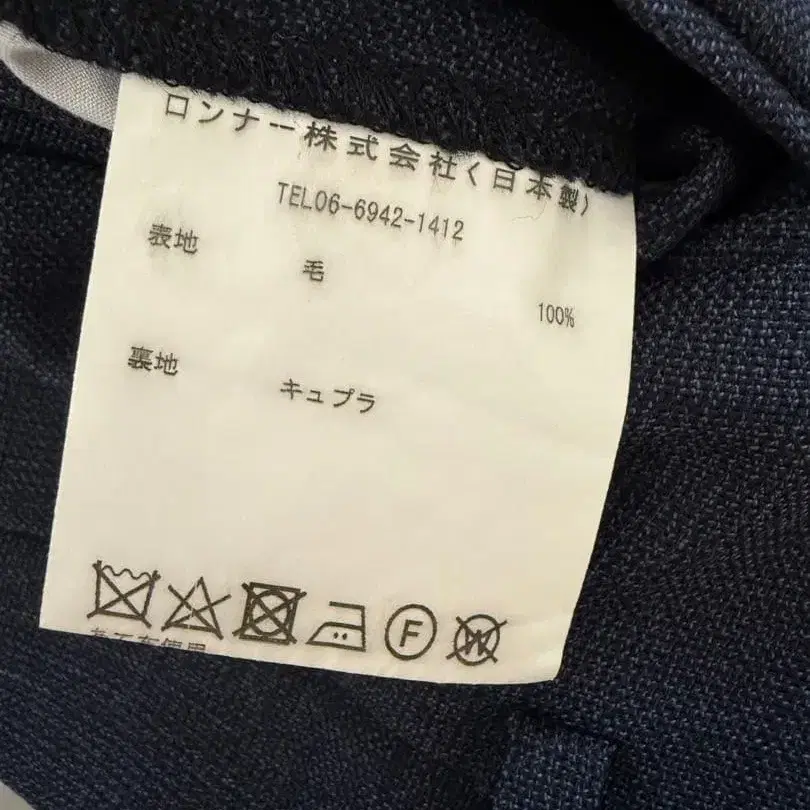 ロンナー株式会社〈日本製〉
TEL06-6942-1412
表地 毛 100%
裏地 キュプラ
F W